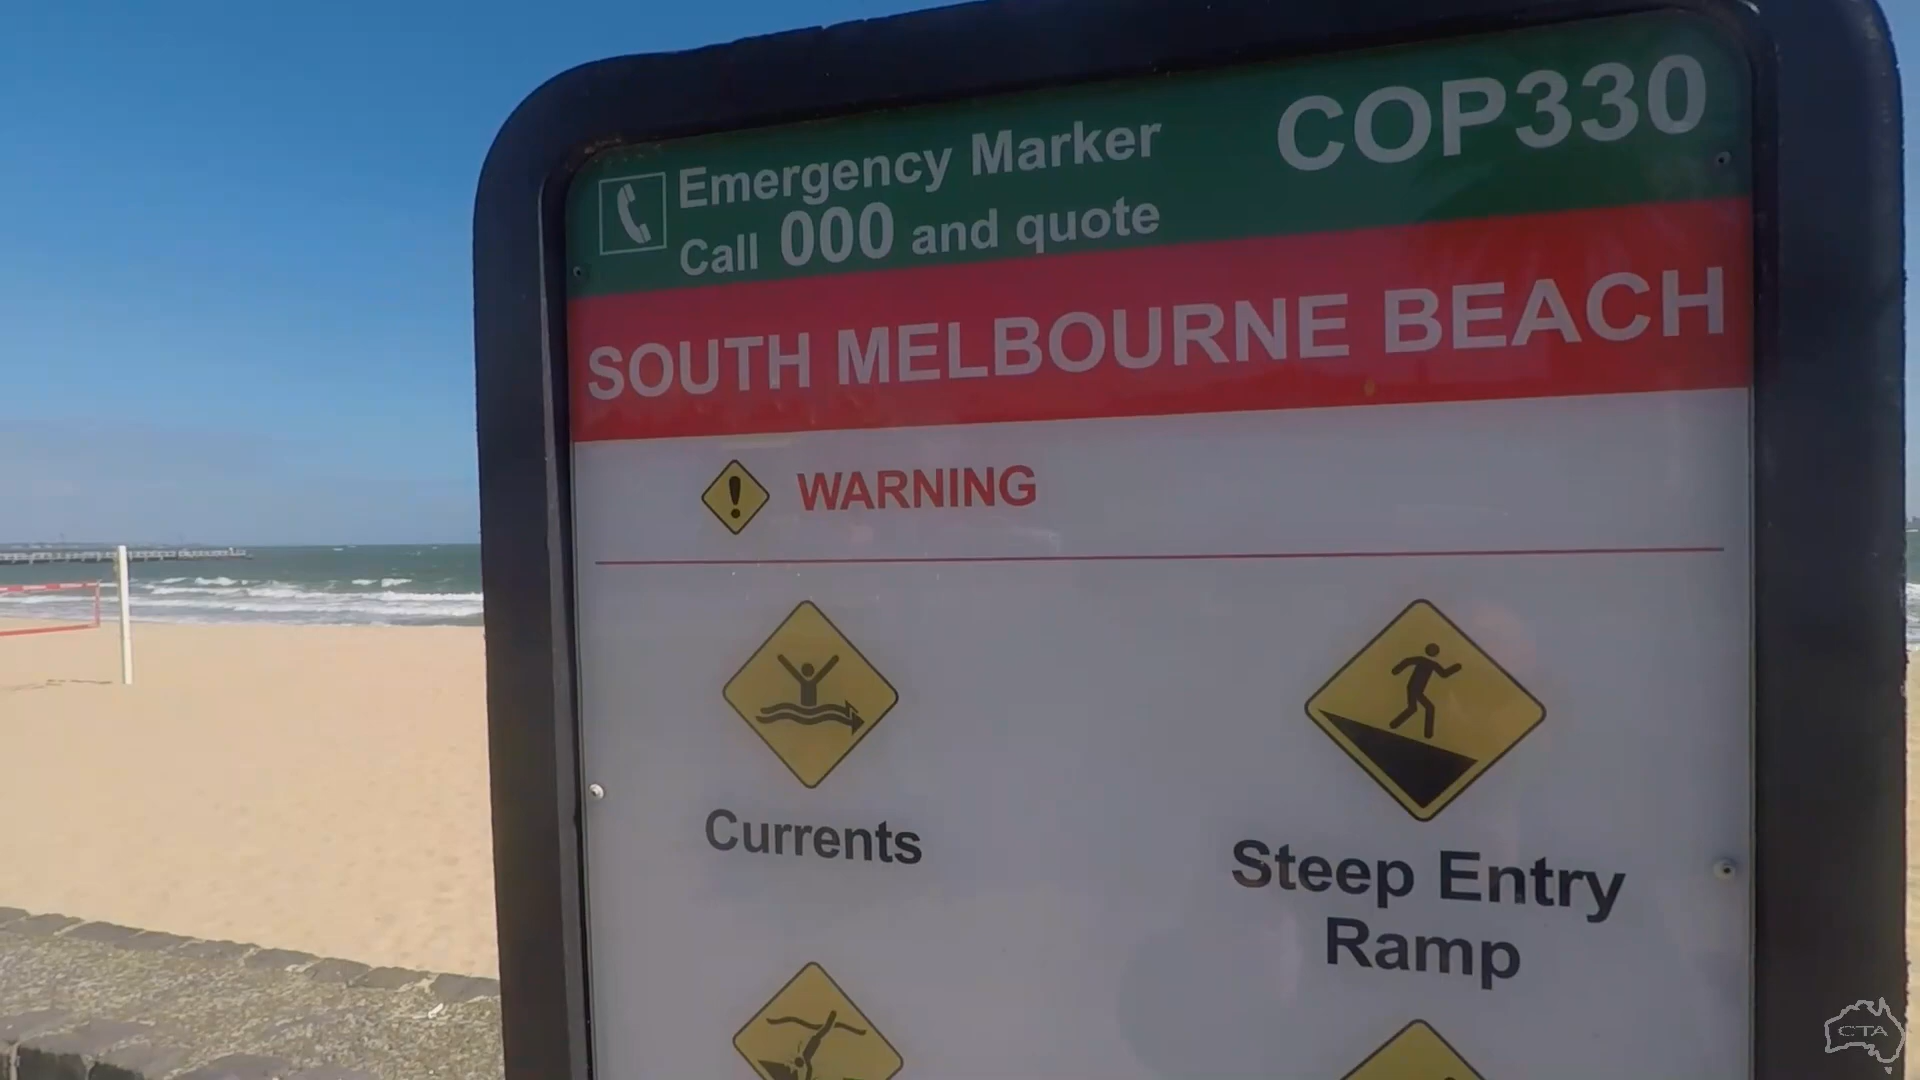 Emergency Marker
Call 000 and quote
COP330
SOUTH MELBOURNE BEACH
WARNING
Currents
Steep Entry
Ramp
CTA